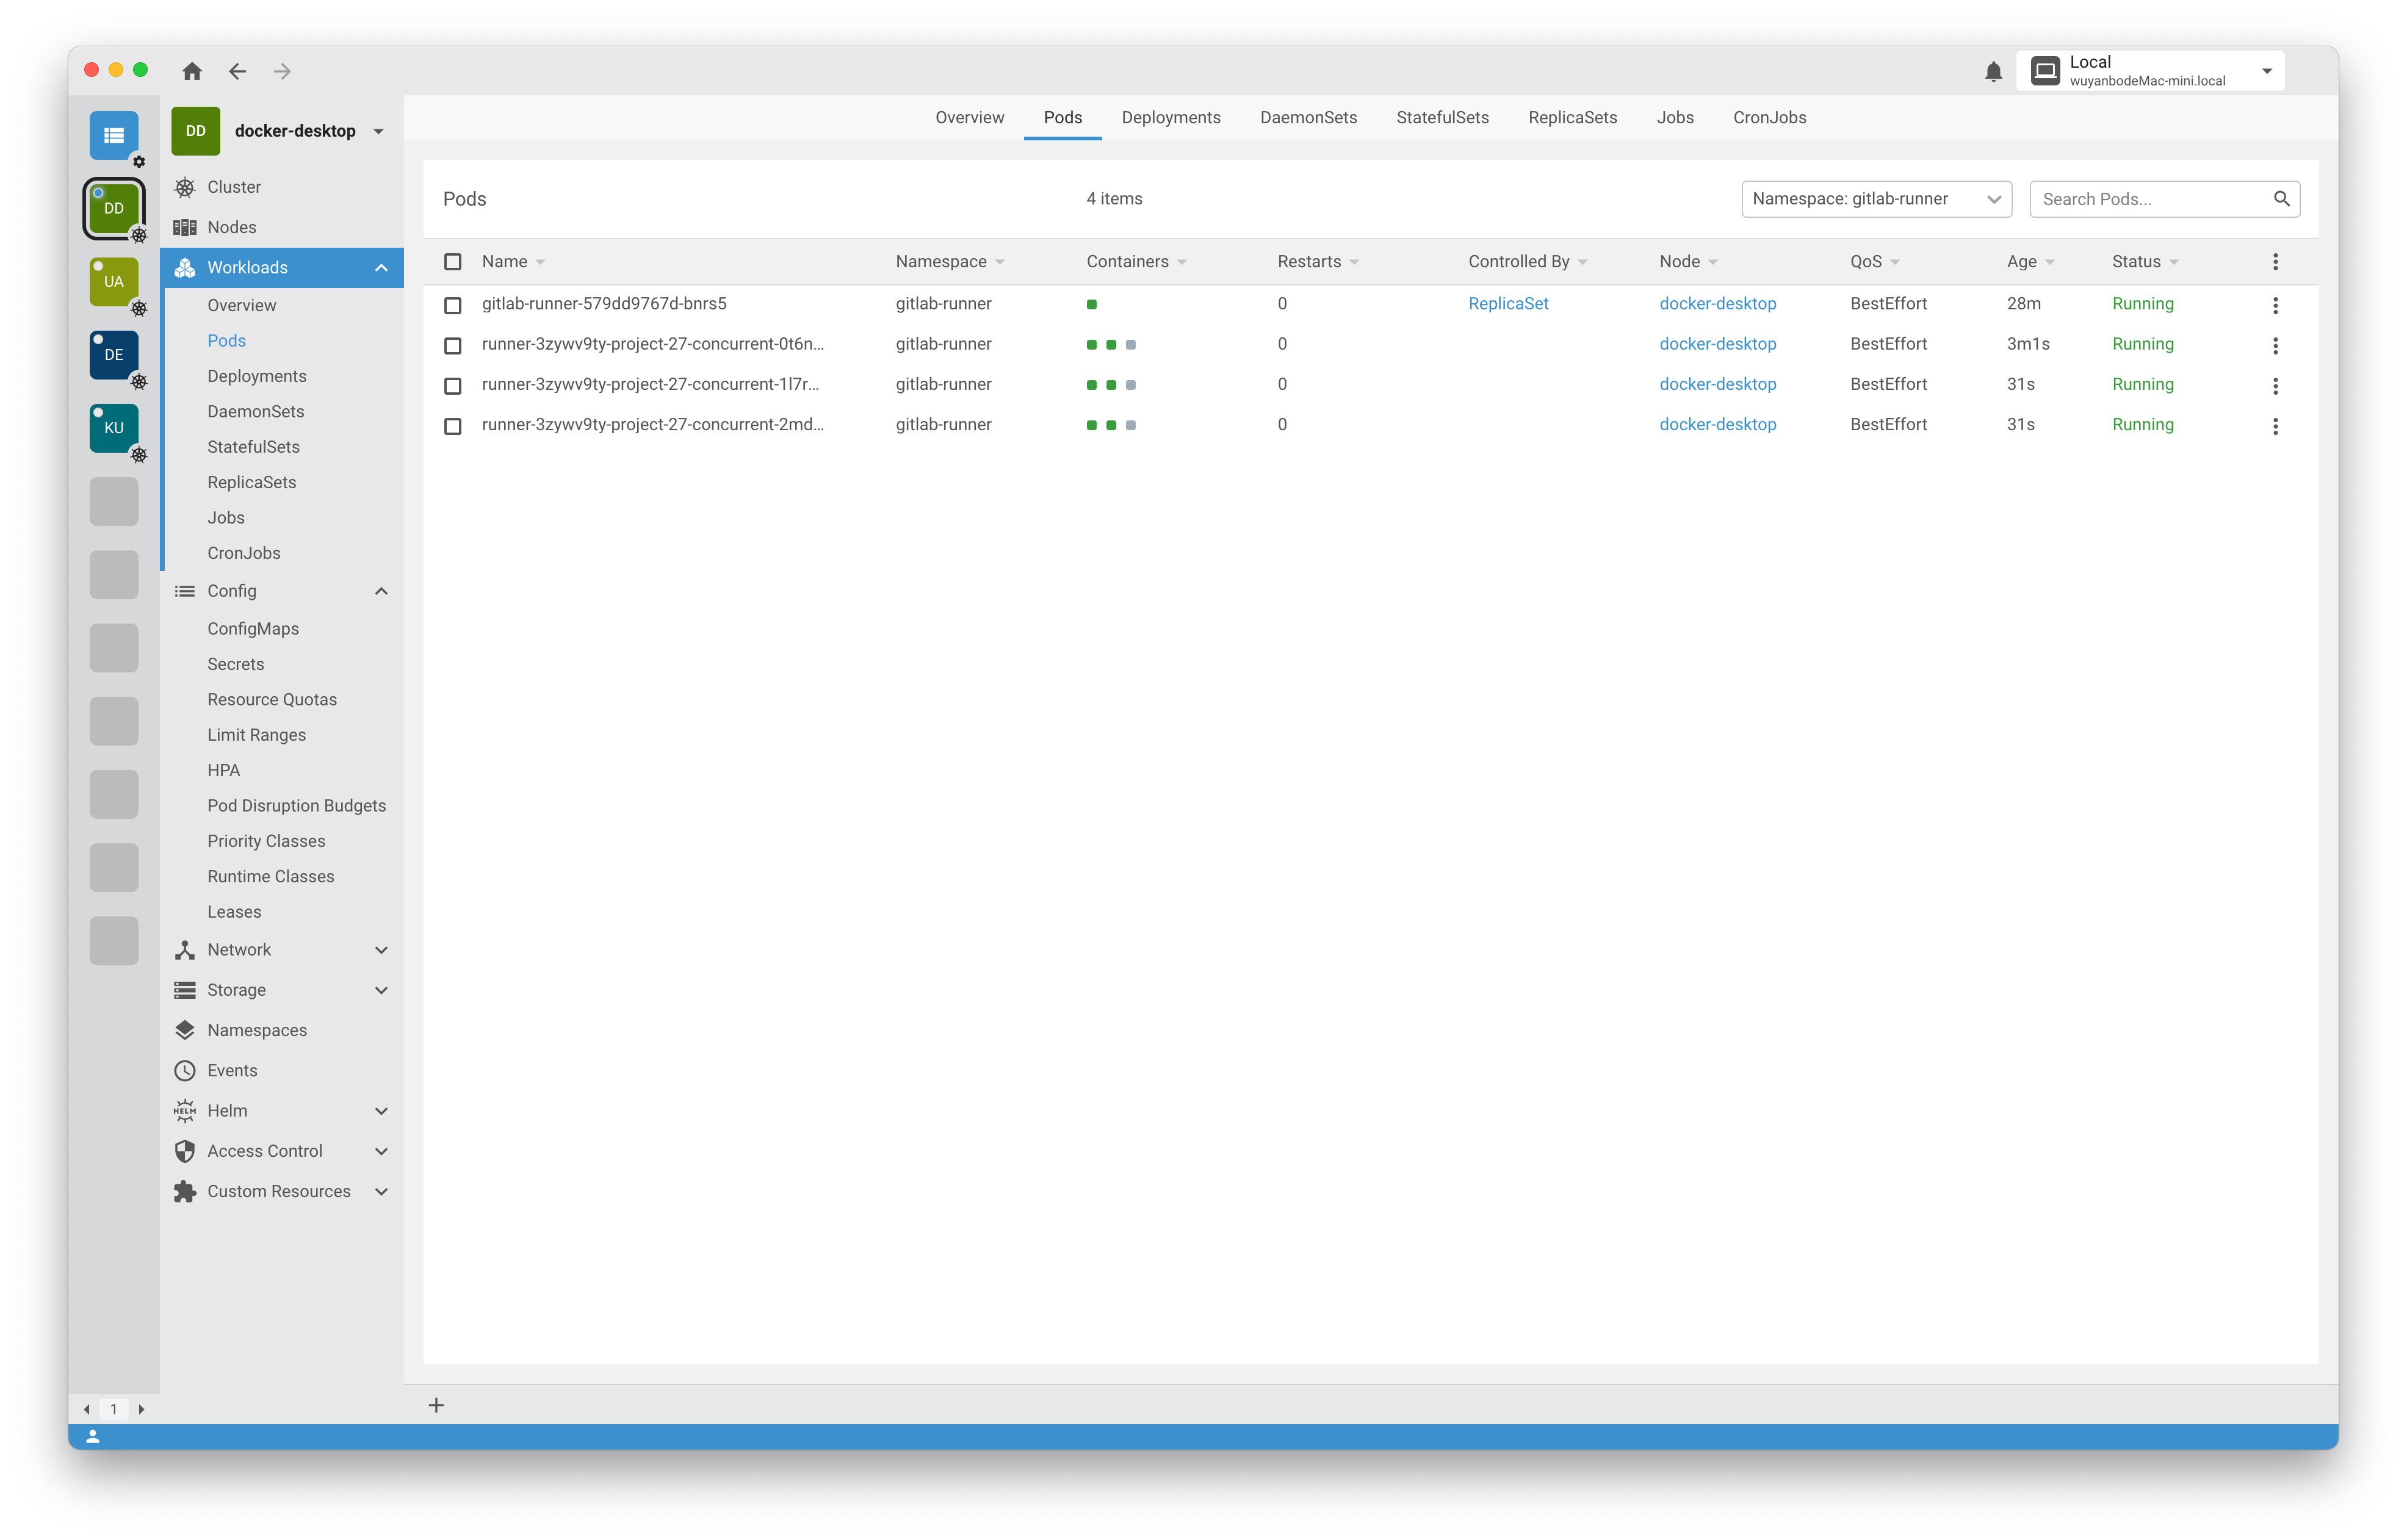 Local
wuyanbodeMac-mini.local
DD
UA
DE
KU
1
DD docker-desktop
Cluster
Nodes
Workloads
Overview
Pods
Deployments
DaemonSets
StatefulSets
ReplicaSets
Jobs
CronJobs
Config
ConfigMaps
Secrets
Resource Quotas
Limit Ranges
HPA
Pod Disruption Budgets
Priority Classes
Runtime Classes
Leases
Network
Storage
Namespaces
Events
HELM Helm
Access Control
Custom Resources
Overview Pods Deployments DaemonSets StatefulSets ReplicaSets Jobs CronJobs
Pods 4 items Namespace: gitlab-runner Search Pods...
Name Namespace Containers Restarts Controlled By Node QoS Age Status
gitlab-runner-579dd9767d-bnrs5 gitlab-runner 0 ReplicaSet docker-desktop BestEffort 28m Running
runner-3zywv9ty-project-27-concurrent-0t6n... gitlab-runner 0 docker-desktop BestEffort 3m1s Running
runner-3zywv9ty-project-27-concurrent-1l7r... gitlab-runner 0 docker-desktop BestEffort 31s Running
runner-3zywv9ty-project-27-concurrent-2md... gitlab-runner 0 docker-desktop BestEffort 31s Running